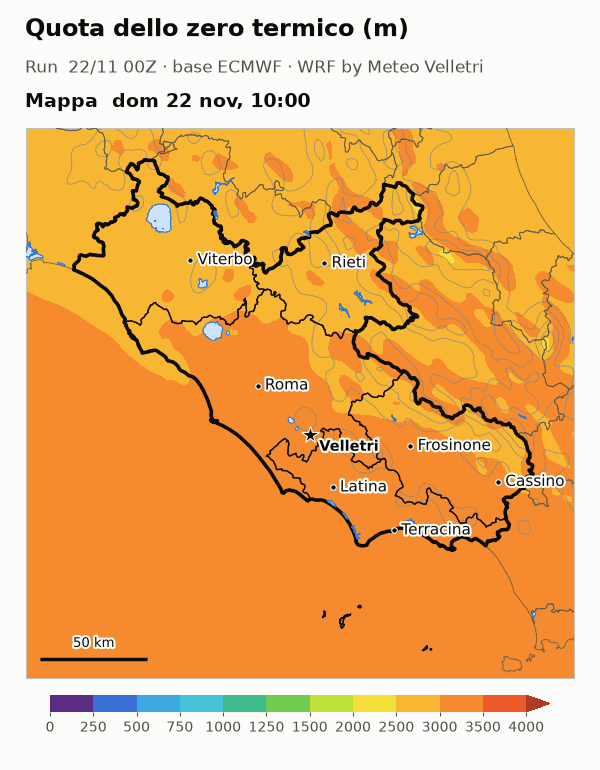 Quota dello zero termico (m)
Run  22/11 00Z · base ECMWF · WRF by Meteo Velletri
Mappa  dom 22 nov, 10:00
Viterbo
Rieti
Roma
Velletri
Frosinone
Cassino
Latina
Terracina
50 km
0 250 500 750 1000 1250 1500 2000 2500 3000 3500 4000